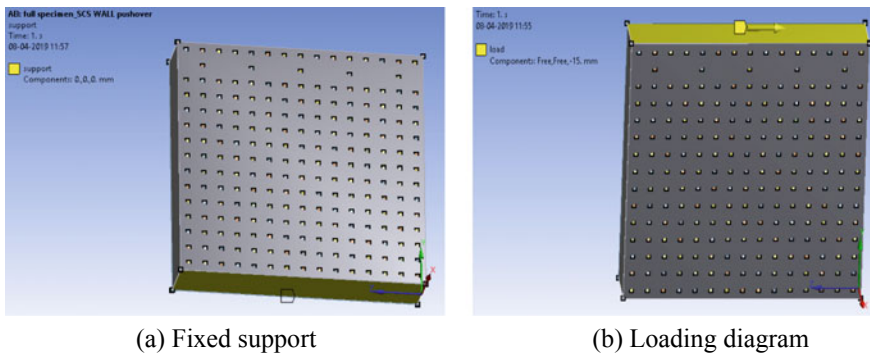 AB: full specimen_SCS WALL pushover
support
Time: 1. s
08-04-2019 11:57
support
Components: 0.,0.,0. mm
Time: 1. s
08-04-2019 11:55
load
Components: Free,Free,-15. mm
(a) Fixed support
(b) Loading diagram